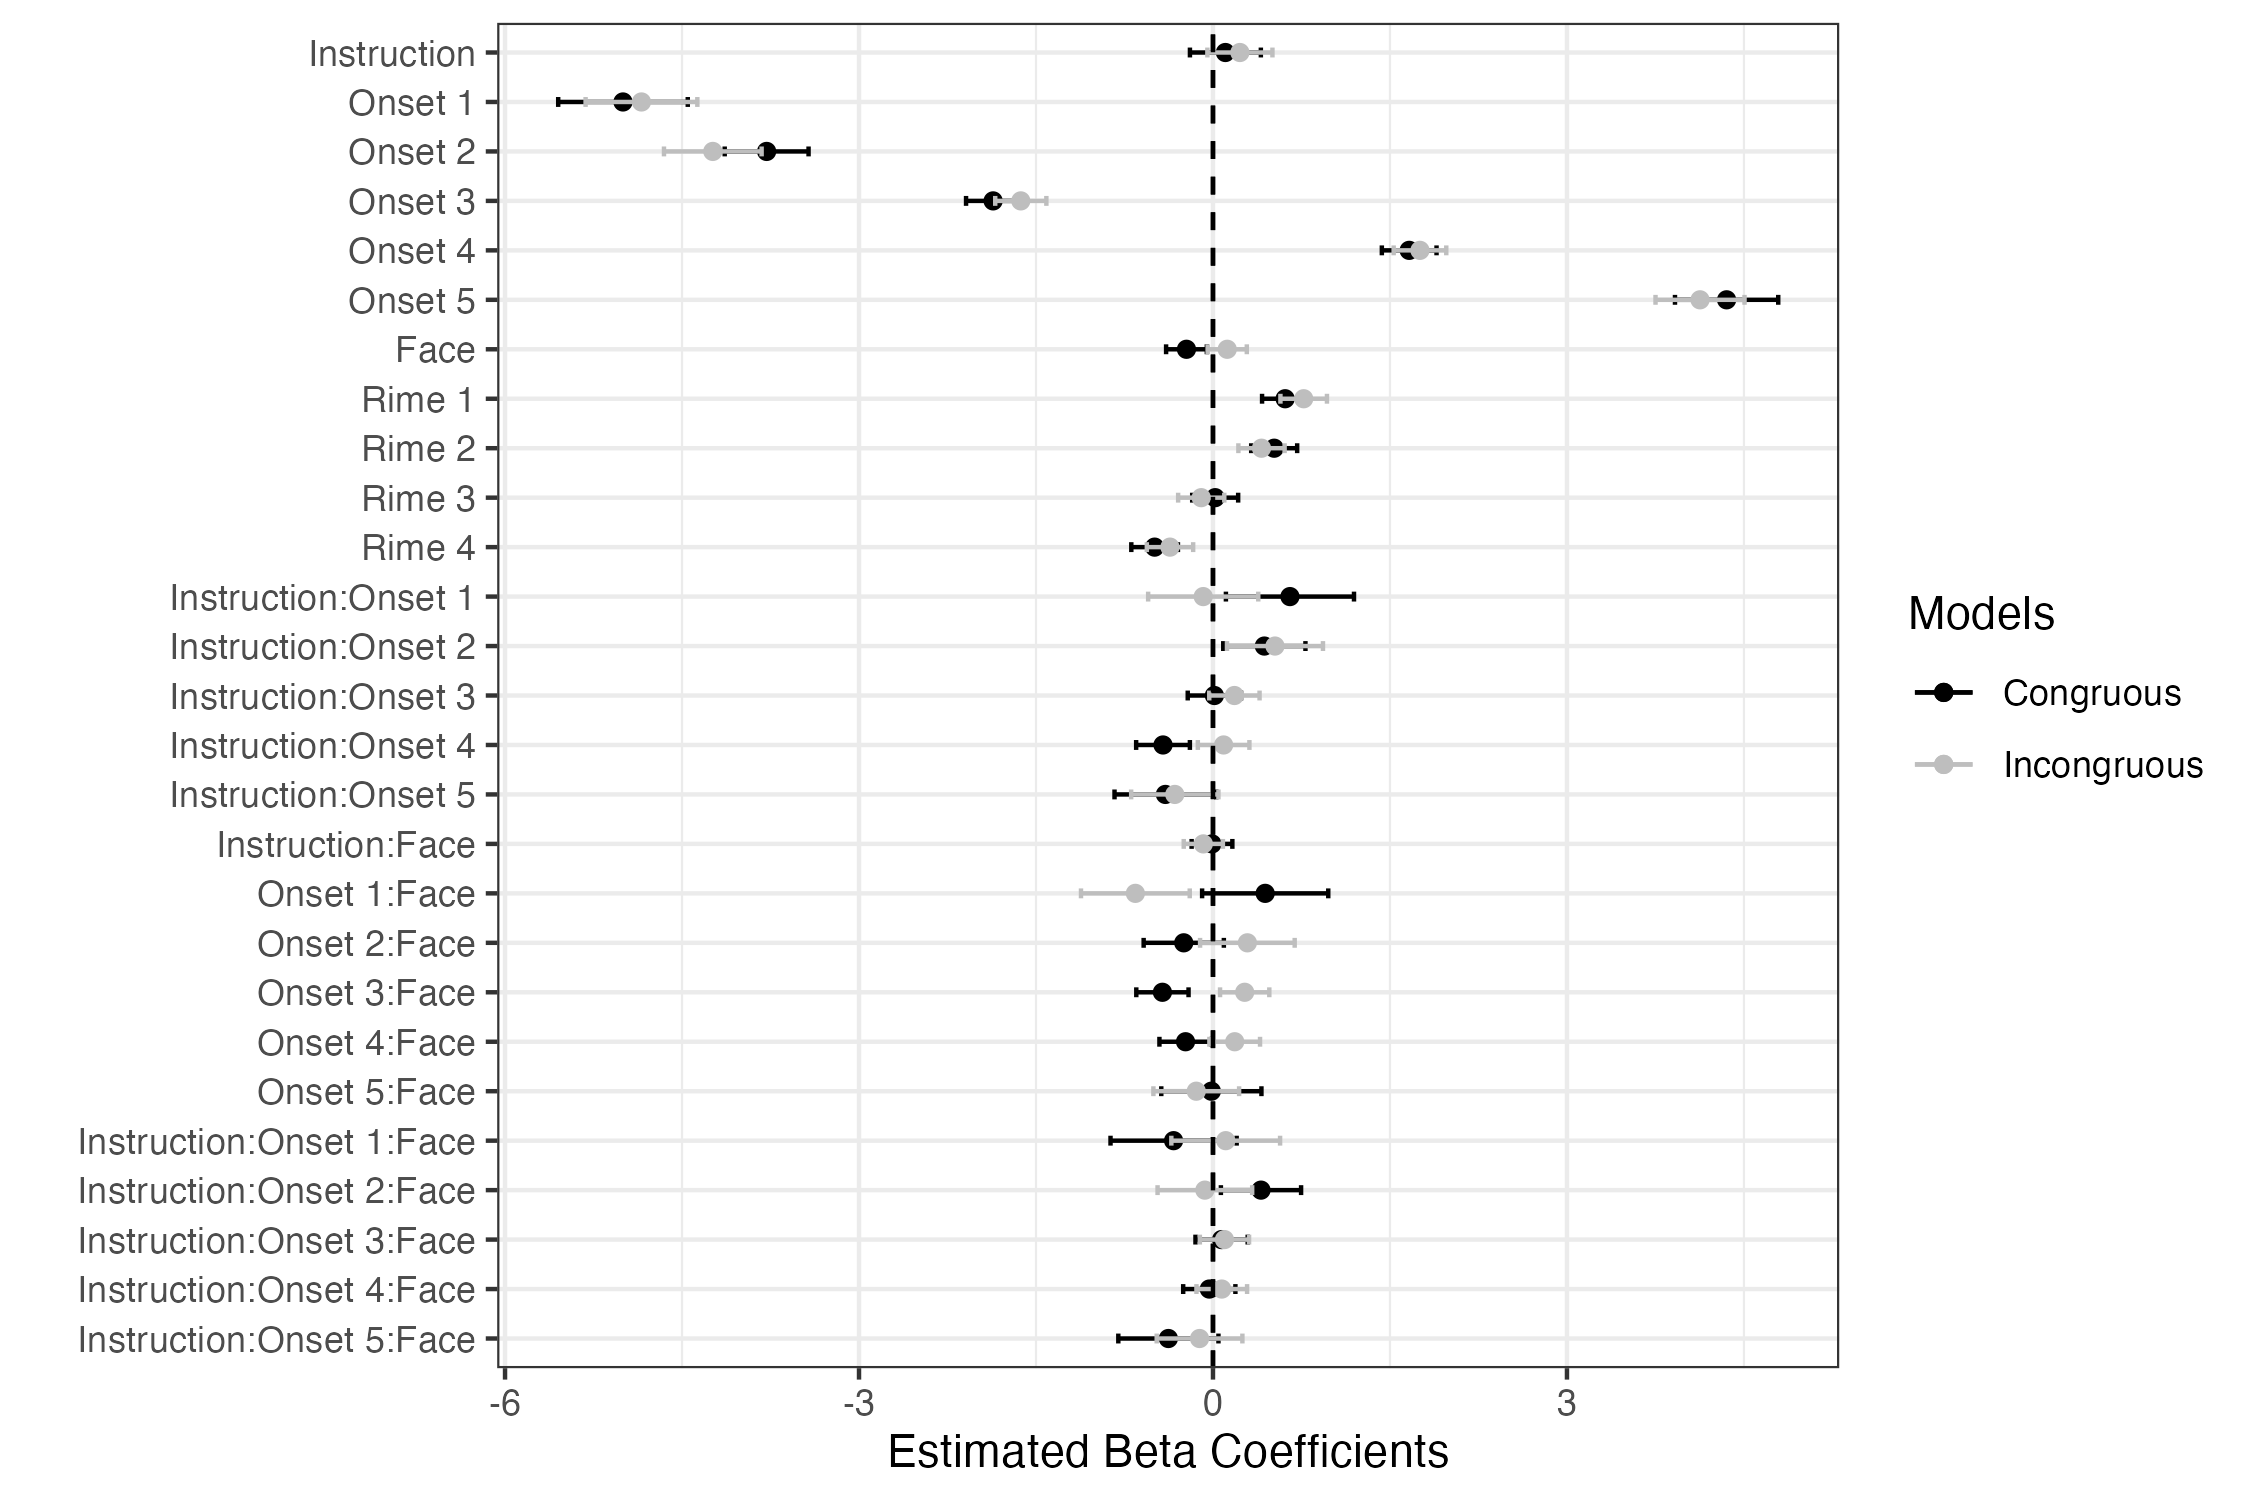 Instruction
Onset 1
Onset 2
Onset 3
Onset 4
Onset 5
Face
Rime 1
Rime 2
Rime 3
Rime 4
Instruction:Onset 1
Instruction:Onset 2
Instruction:Onset 3
Instruction:Onset 4
Instruction:Onset 5
Instruction:Face
Onset 1:Face
Onset 2:Face
Onset 3:Face
Onset 4:Face
Onset 5:Face
Instruction:Onset 1:Face
Instruction:Onset 2:Face
Instruction:Onset 3:Face
Instruction:Onset 4:Face
Instruction:Onset 5:Face
-6 -3 0 3
Estimated Beta Coefficients
Models
Congruous
Incongruous